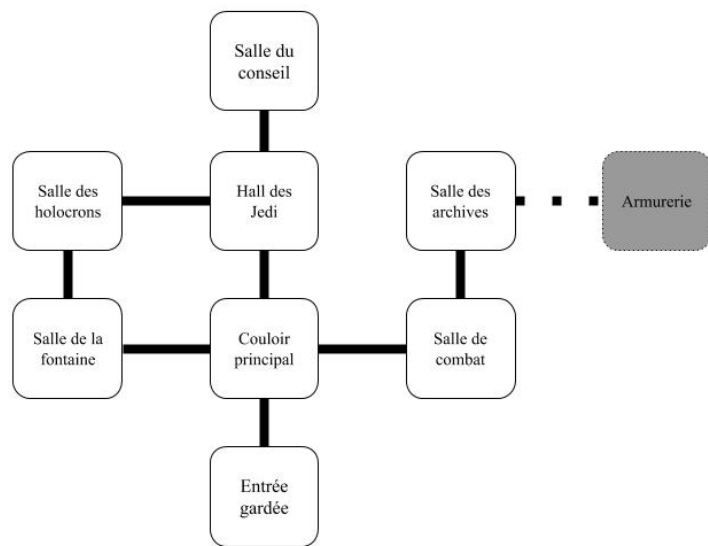 Salle du
conseil
Salle des
holocrons
Hall des
Jedi
Salle des
archives
Armurerie
Salle de la
fontaine
Couloir
principal
Salle de
combat
Entrée
gardée